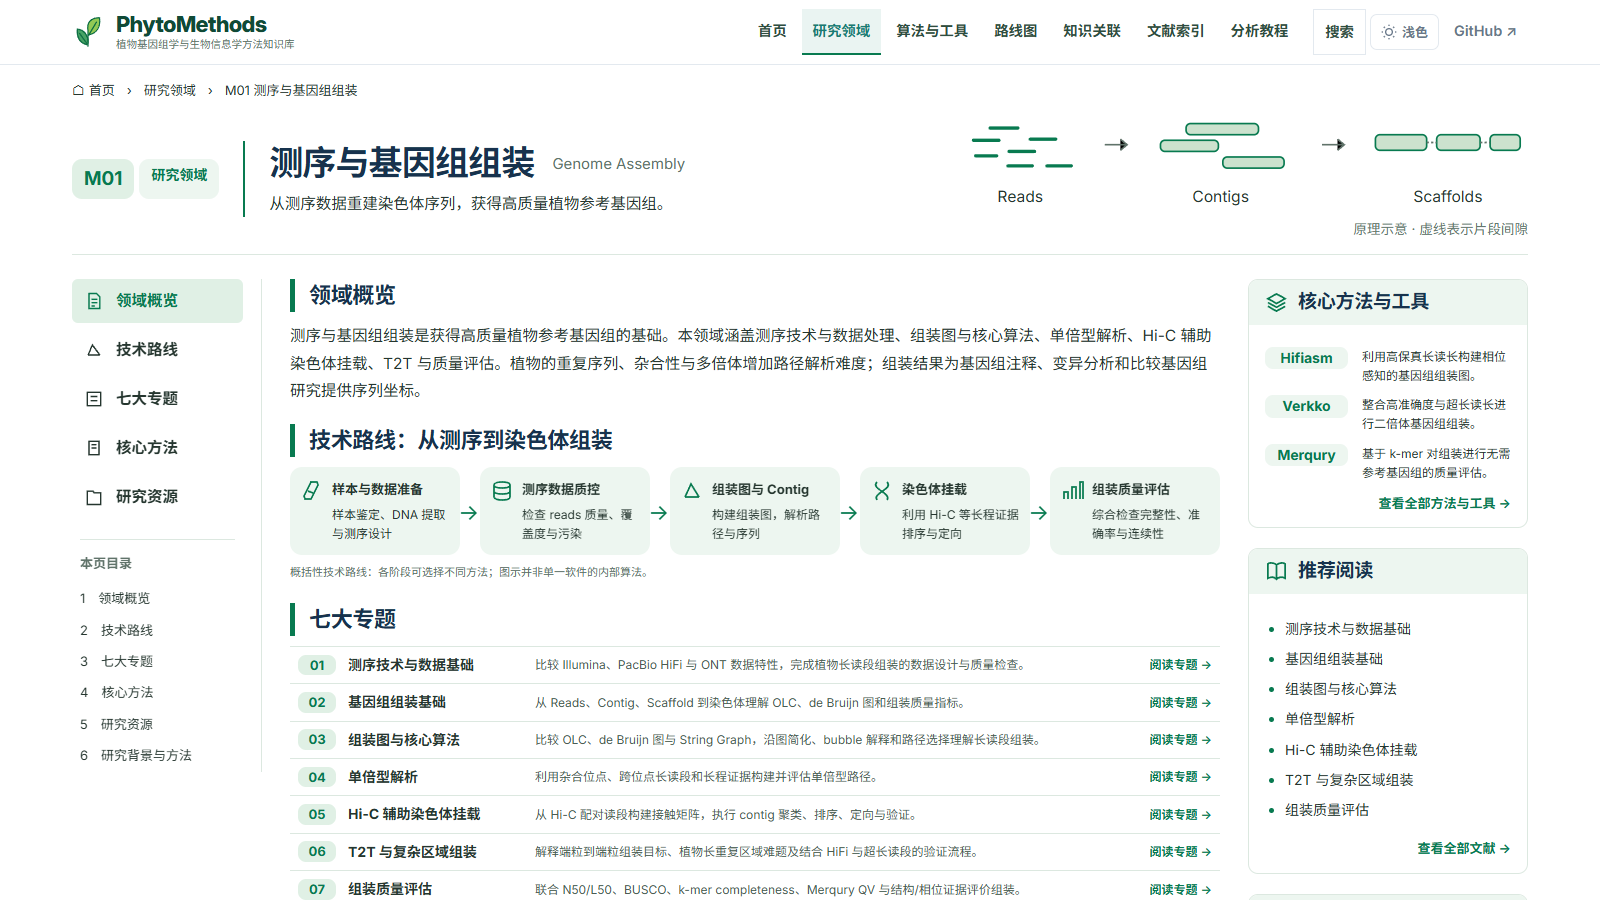 PhytoMethods
植物基因组学与生物信息学方法知识库
首页 研究领域 算法与工具 路线图 知识关联 文献索引 分析教程 搜索 浅色 GitHub ↗
首页 › 研究领域 › M01 测序与基因组组装
M01 研究领域
测序与基因组组装 Genome Assembly
从测序数据重建染色体序列，获得高质量植物参考基因组。
Reads → Contigs → Scaffolds
原理示意 · 虚线表示片段间隙
领域概览
技术路线
七大专题
核心方法
研究资源
本页目录
1 领域概览
2 技术路线
3 七大专题
4 核心方法
5 研究资源
6 研究背景与方法
领域概览
测序与基因组组装是获得高质量植物参考基因组的基础。本领域涵盖测序技术与数据处理、组装图与核心算法、单倍型解析、Hi-C 辅助
染色体挂载、T2T 与质量评估。植物的重复序列、杂合性与多倍体增加路径解析难度；组装结果为基因组注释、变异分析和比较基因组
研究提供序列坐标。
技术路线：从测序到染色体组装
样本与数据准备
样本鉴定、DNA 提取
与测序设计
→
测序数据质控
检查 reads 质量、覆
盖度与污染
→
组装图与 Contig
构建组装图，解析路
径与序列
→
染色体挂载
利用 Hi-C 等长程证据
排序与定向
→
组装质量评估
综合检查完整性、准
确率与连续性
概括性技术路线：各阶段可选择不同方法；图示并非单一软件的内部算法。
七大专题
01 测序技术与数据基础 比较 Illumina、PacBio HiFi 与 ONT 数据特性，完成植物长读段组装的数据设计与质量检查。 阅读专题 →
02 基因组组装基础 从 Reads、Contig、Scaffold 到染色体理解 OLC、de Bruijn 图和组装质量指标。 阅读专题 →
03 组装图与核心算法 比较 OLC、de Bruijn 图与 String Graph，沿图简化、bubble 解释和路径选择理解长读段组装。 阅读专题 →
04 单倍型解析 利用杂合位点、跨位点长读段和长程证据构建并评估单倍型路径。 阅读专题 →
05 Hi-C 辅助染色体挂载 从 Hi-C 配对读段构建接触矩阵，执行 contig 聚类、排序、定向与验证。 阅读专题 →
06 T2T 与复杂区域组装 解释端粒到端粒组装目标、植物长重复区域难题及结合 HiFi 与超长读段的验证流程。 阅读专题 →
07 组装质量评估 联合 N50/L50、BUSCO、k-mer completeness、Merqury QV 与结构/相位证据评价组装。 阅读专题 →
核心方法与工具
Hifiasm 利用高保真长读长构建相位
感知的基因组组装图。
Verkko 整合高准确度与超长读长进
行二倍体基因组组装。
Merqury 基于 k-mer 对组装进行无需
参考基因组的质量评估。
查看全部方法与工具 →
推荐阅读
• 测序技术与数据基础
• 基因组组装基础
• 组装图与核心算法
• 单倍型解析
• Hi-C 辅助染色体挂载
• T2T 与复杂区域组装
• 组装质量评估
查看全部文献 →